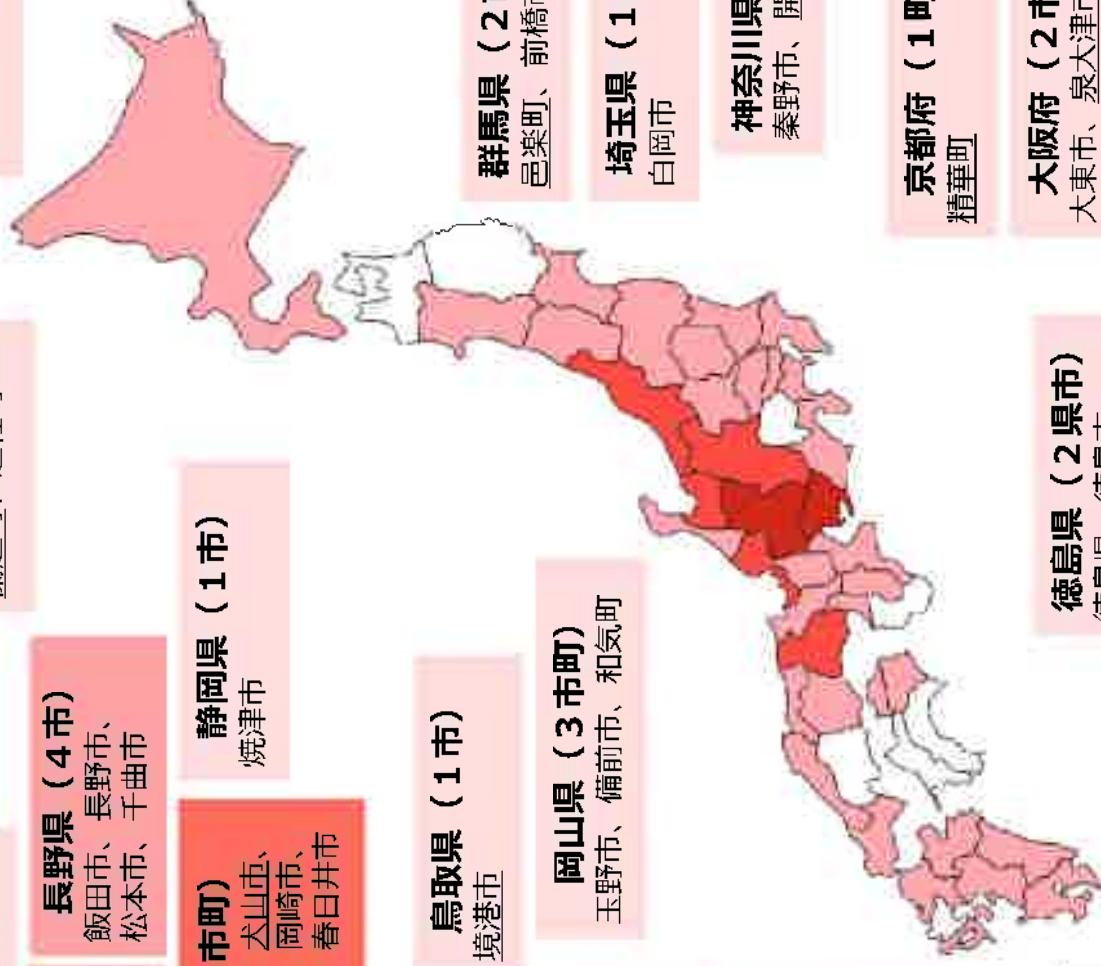 長野県（４市）
飯田市、長野市、
松本市、千曲市
市町）
犬山市、
岡崎市、
春日井市
静岡県（１市）
焼津市
鳥取県（１市）
境港市
岡山県（３市町）
玉野市、備前市、和気町
群馬県（２
邑楽町、前橋市
埼玉県（１
白岡市
神奈川県
秦野市、開
京都府（１町
精華町
大阪府（２市
大東市、泉大津市
徳島県（２県市）